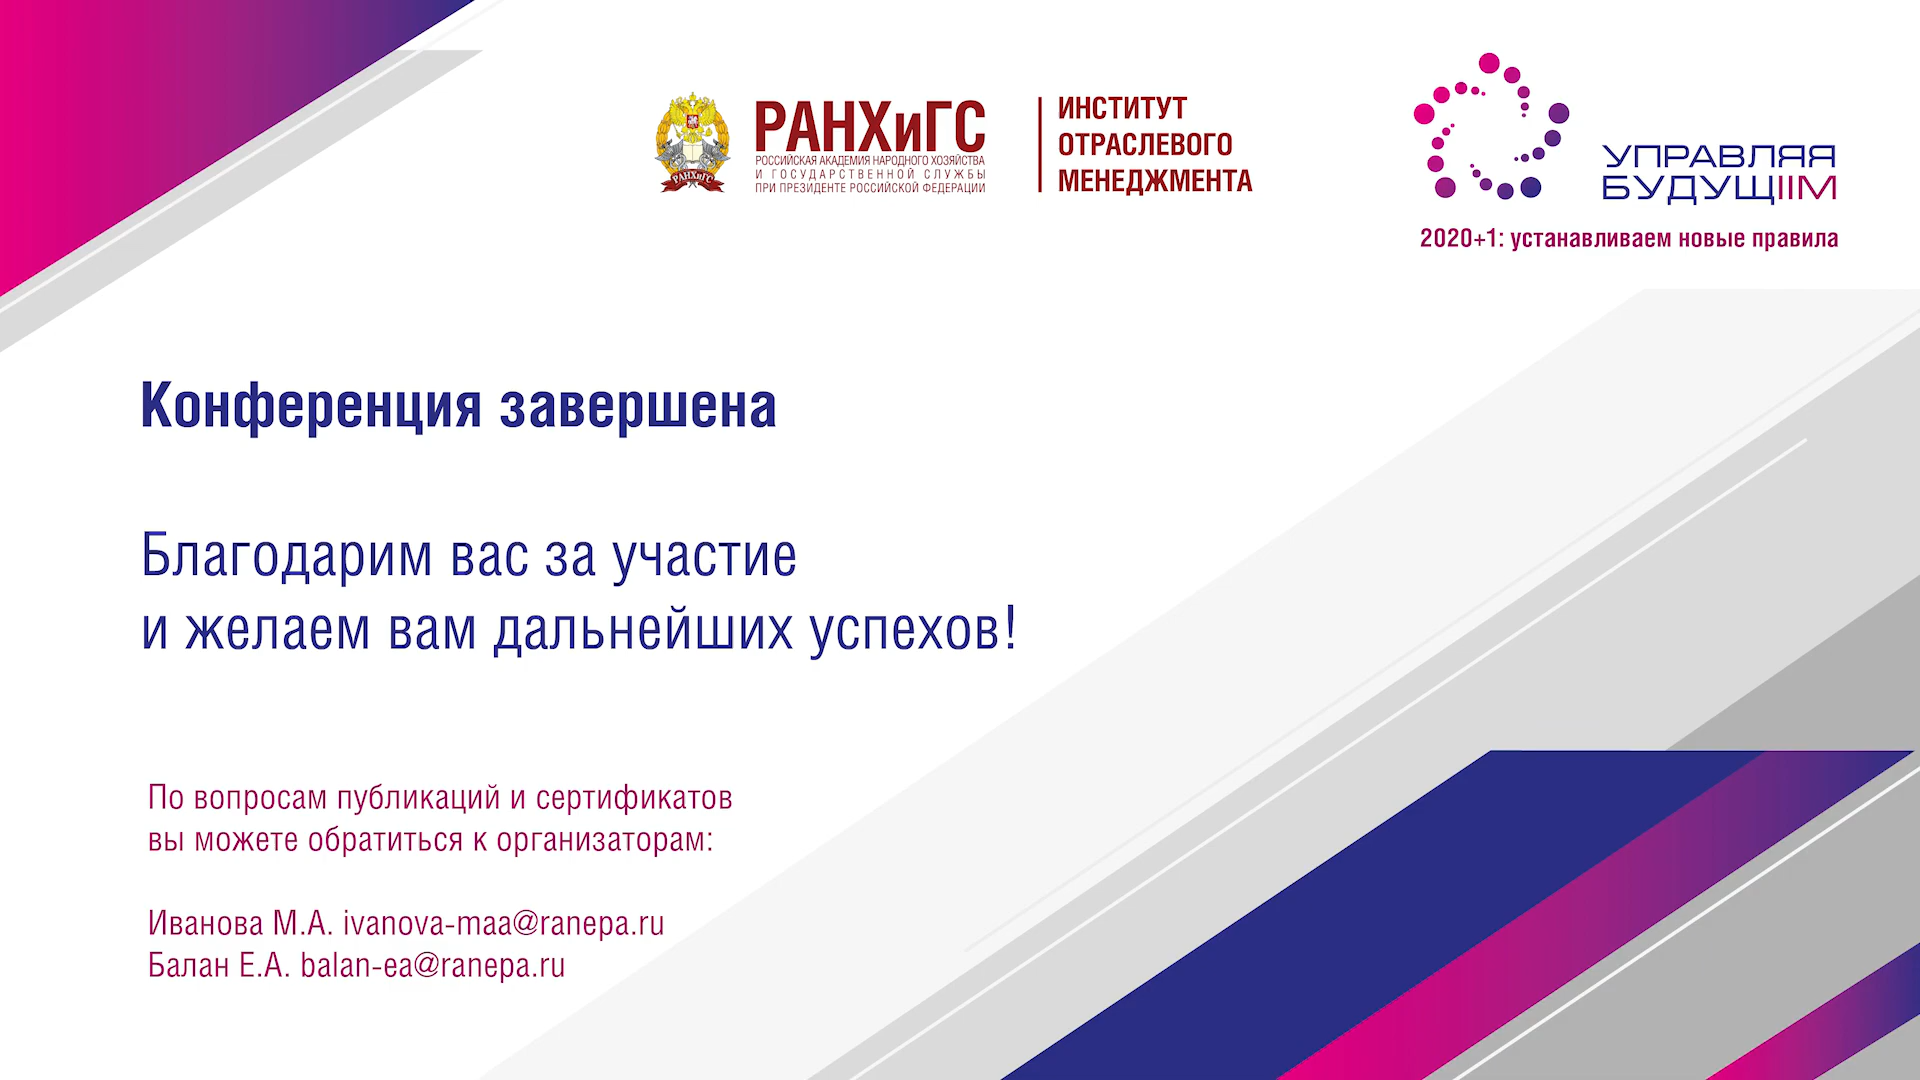 РАНХиГС
РОССИЙСКАЯ АКАДЕМИЯ НАРОДНОГО ХОЗЯЙСТВА
И ГОСУДАРСТВЕННОЙ СЛУЖБЫ
ПРИ ПРЕЗИДЕНТЕ РОССИЙСКОЙ ФЕДЕРАЦИИ
РАНХиГС
ИНСТИТУТ
ОТРАСЛЕВОГО
МЕНЕДЖМЕНТА
УПРАВЛЯЯ
БУДУЩIIM
2020+1: устанавливаем новые правила
Конференция завершена
Благодарим вас за участие
и желаем вам дальнейших успехов!
По вопросам публикаций и сертификатов
вы можете обратиться к организаторам:
Иванова М.А. ivanova-maa@ranepa.ru
Балан Е.А. balan-ea@ranepa.ru